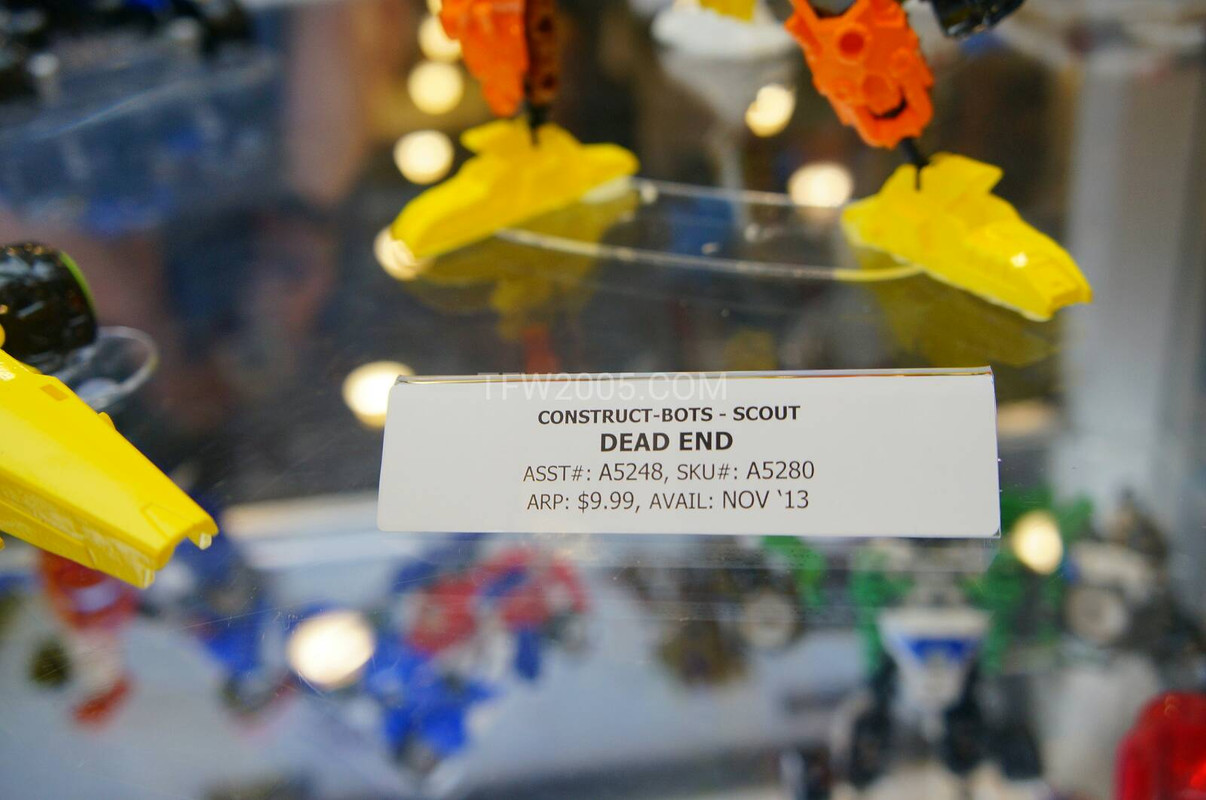 TFW2005.COM
CONSTRUCT-BOTS - SCOUT
DEAD END
ASST#: A5248, SKU#: A5280
ARP: $9.99, AVAIL: NOV ‘13